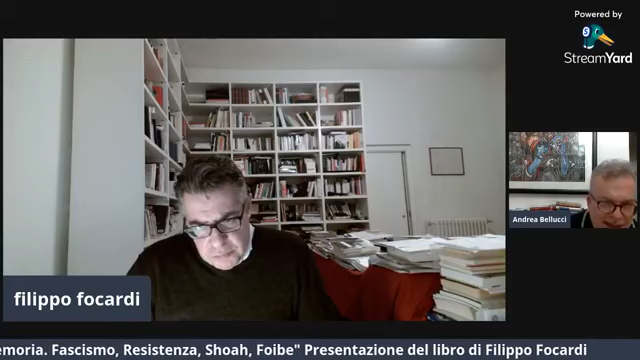 Powered by
StreamYard
Andrea Bellucci
filippo focardi
emoria. Fascismo, Resistenza, Shoah, Foibe" Presentazione del libro di Filippo Focardi